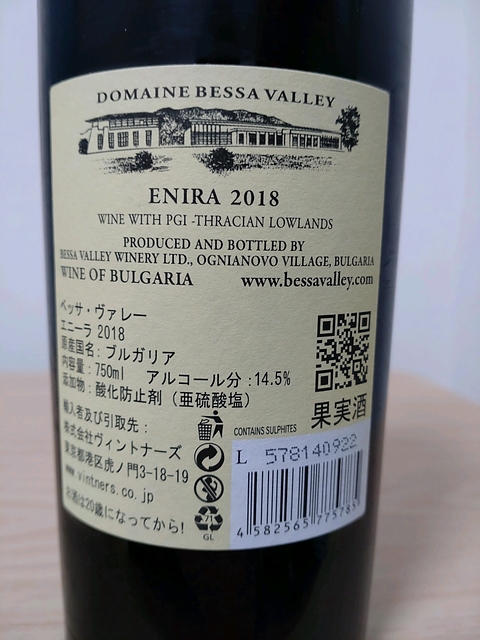 DOMAINE BESSA VALLEY
ENIRA 2018
WINE WITH PGI -THRACIAN LOWLANDS
PRODUCED AND BOTTLED BY
BESSA VALLEY WINERY LTD., OGNIANOVO VILLAGE, BULGARIA
WINE OF BULGARIA www.bessavalley.com
ベッサ・ヴァレー
エニーラ 2018
原産国名：ブルガリア
内容量：750ml アルコール分：14.5%
添加物：酸化防止剤（亜硫酸塩）
輸入者及び引取先：
株式会社ヴィントナーズ
東京都港区虎ノ門3-18-19
www.vintners.co.jp
お酒は20歳になってから!
果実酒
CONTAINS SULPHITES
L 578140922
71
GL
4 582565 775785